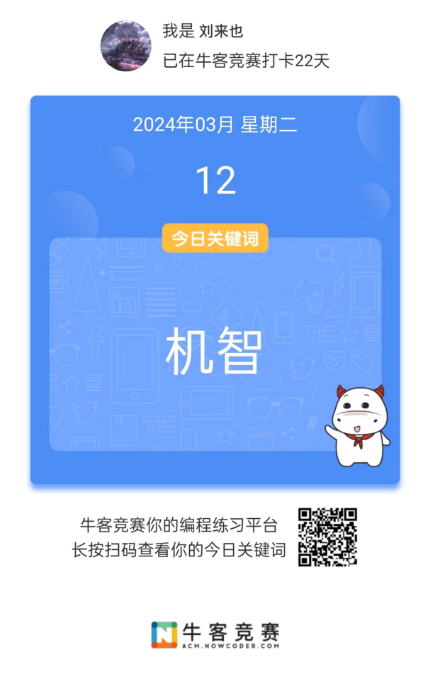 我是 刘来也
已在牛客竞赛打卡22天
2024年03月 星期二
12
今日关键词
机智
牛客竞赛你的编程练习平台
长按扫码查看你的今日关键词
牛客竞赛
ACM.NOWCODER.COM